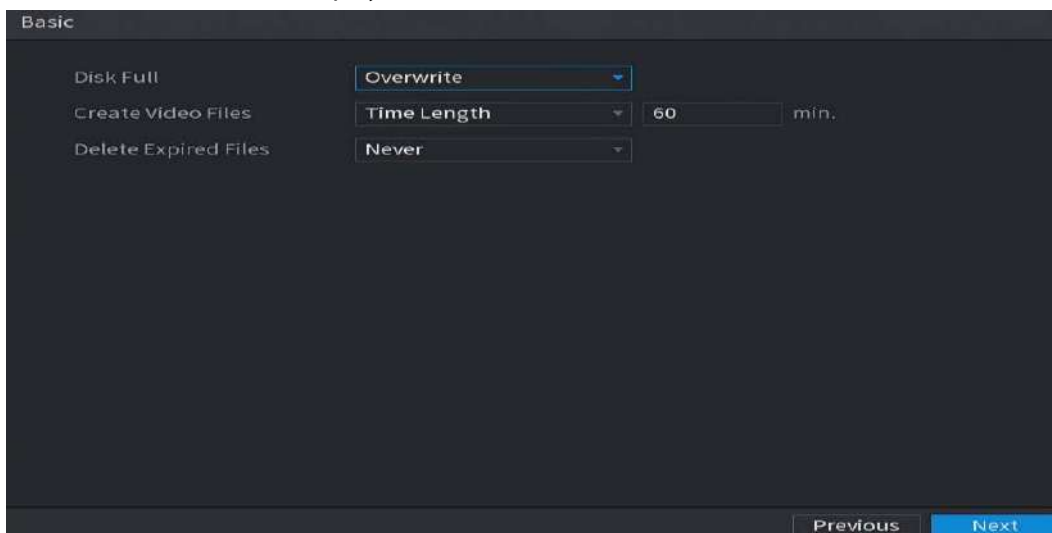 Basic
Disk Full Overwrite
Create Video Files Time Length 60 min.
Delete Expired Files Never
Previous Next